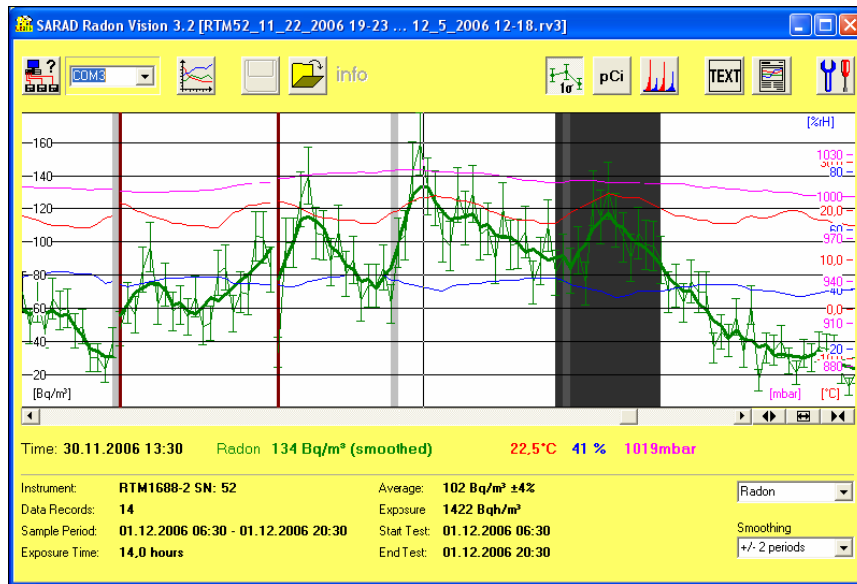 SARAD Radon Vision 3.2 [RTM52_11_22_2006 19-23 ... 12_5_2006 12-18.rv3]
COM3 info 1σ pCi TEXT
[%rH]
160
140
120
100
80
60
40
20
[Bq/m³]
1030
80
1000
20,0
60
970
10,0
940
40
0,0
910
20
880
[mbar] [°C]
Time: 30.11.2006 13:30 Radon 134 Bq/m³ (smoothed) 22,5°C 41 % 1019mbar
Instrument: RTM1688-2 SN: 52 Average: 102 Bq/m³ ±4% Radon
Data Records: 14 Exposure 1422 Bqh/m³
Sample Period: 01.12.2006 06:30 - 01.12.2006 20:30 Start Test: 01.12.2006 06:30 Smoothing
Exposure Time: 14,0 hours End Test: 01.12.2006 20:30 +/- 2 periods